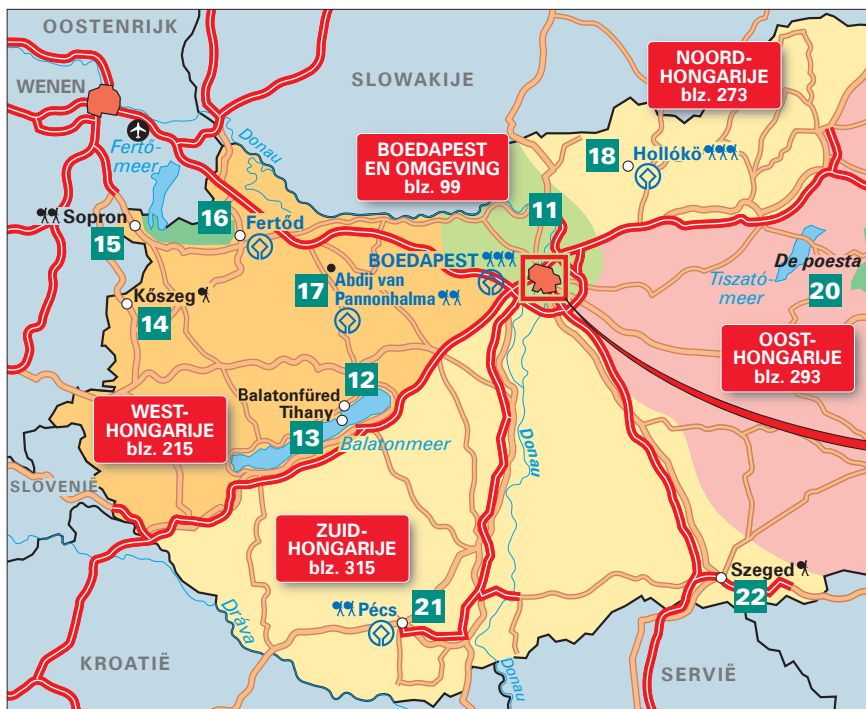 OOSTENRIJK
WENEN
SLOWAKIJE
NOORD-
HONGARIJE
blz. 273
Fertó-
meer
Donau
BOEDAPEST
EN OMGEVING
blz. 99
18
Hollókö
11
Sopron
15
16
Fertőd
BOEDAPEST
De poesta
20
Tiszató-
meer
17
Abdij van
Pannonhalma
Kőszeg
14
OOST-
HONGARIJE
blz. 293
12
Balatonfüred
Tihany
13
Balatonmeer
WEST-
HONGARIJE
blz. 215
Donau
SLOVENIË
ZUID-
HONGARIJE
blz. 315
Szeged
22
Pécs
21
Dráva
KROATIË
Donau
SERVIË